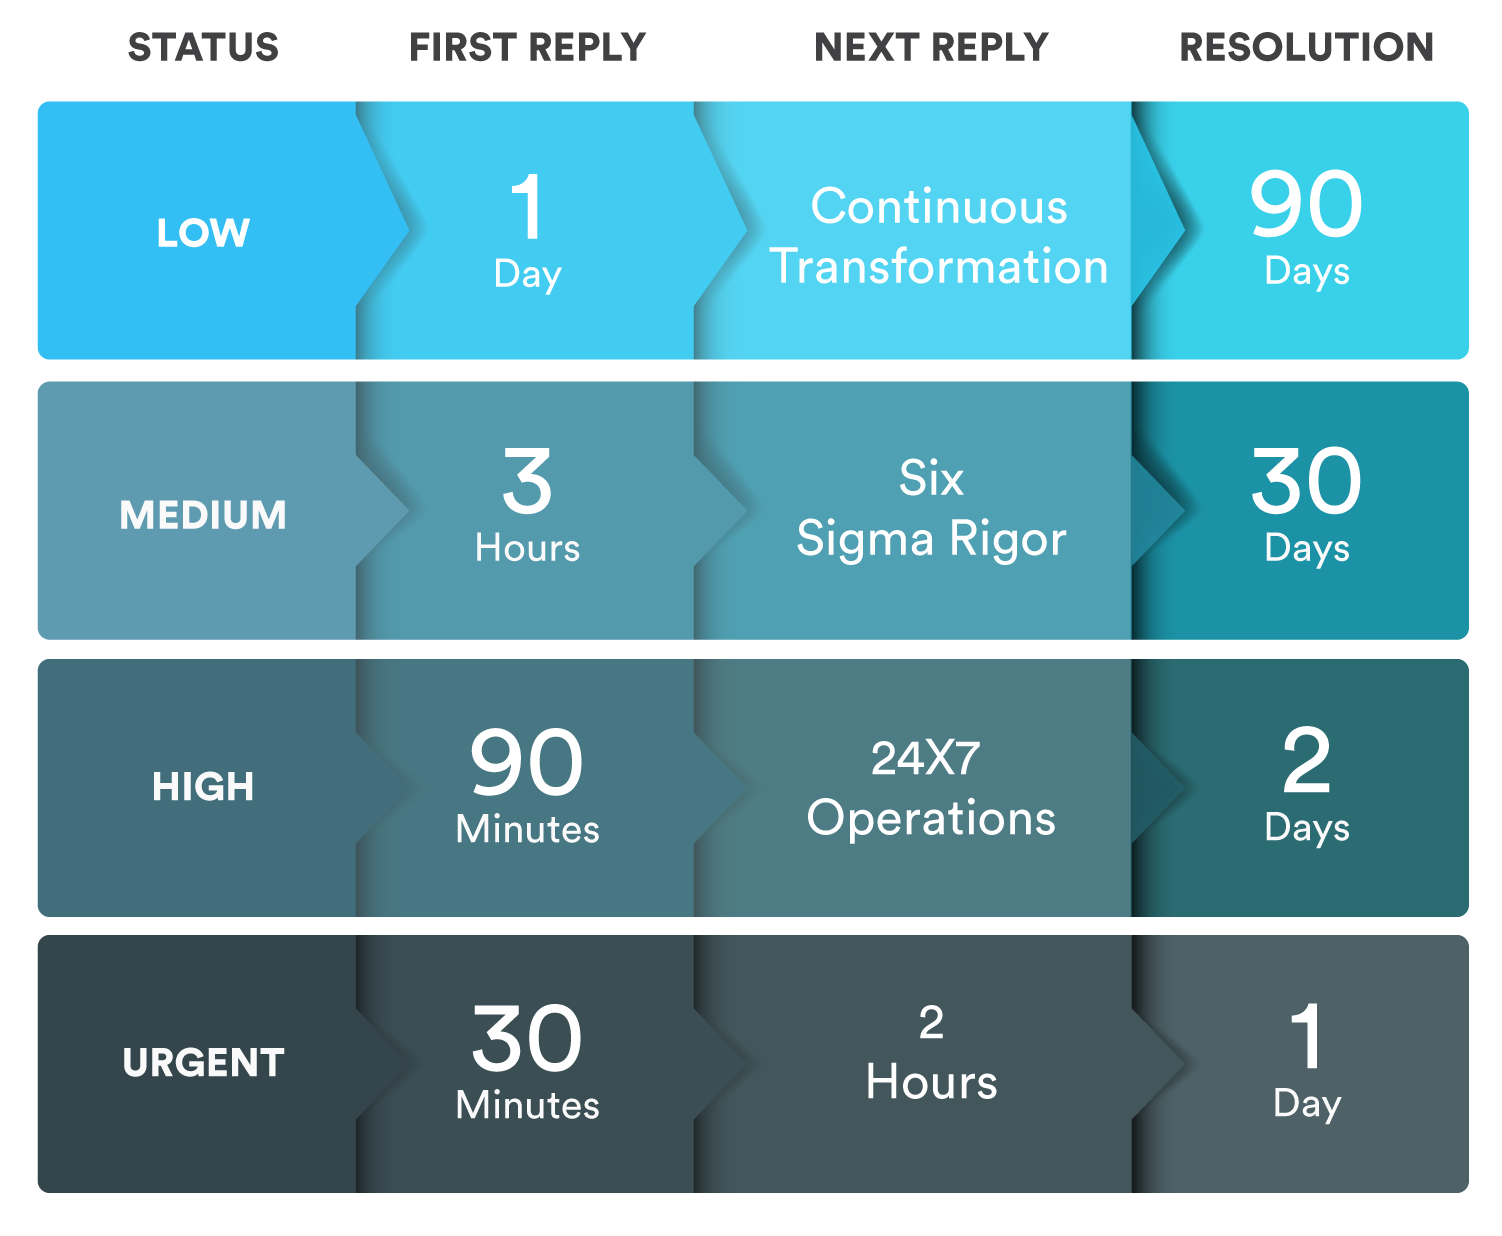 STATUS FIRST REPLY NEXT REPLY RESOLUTION
LOW
1
Day
Continuous
Transformation
90
Days
MEDIUM
3
Hours
Six
Sigma Rigor
30
Days
HIGH
90
Minutes
24X7
Operations
2
Days
URGENT
30
Minutes
2
Hours
1
Day